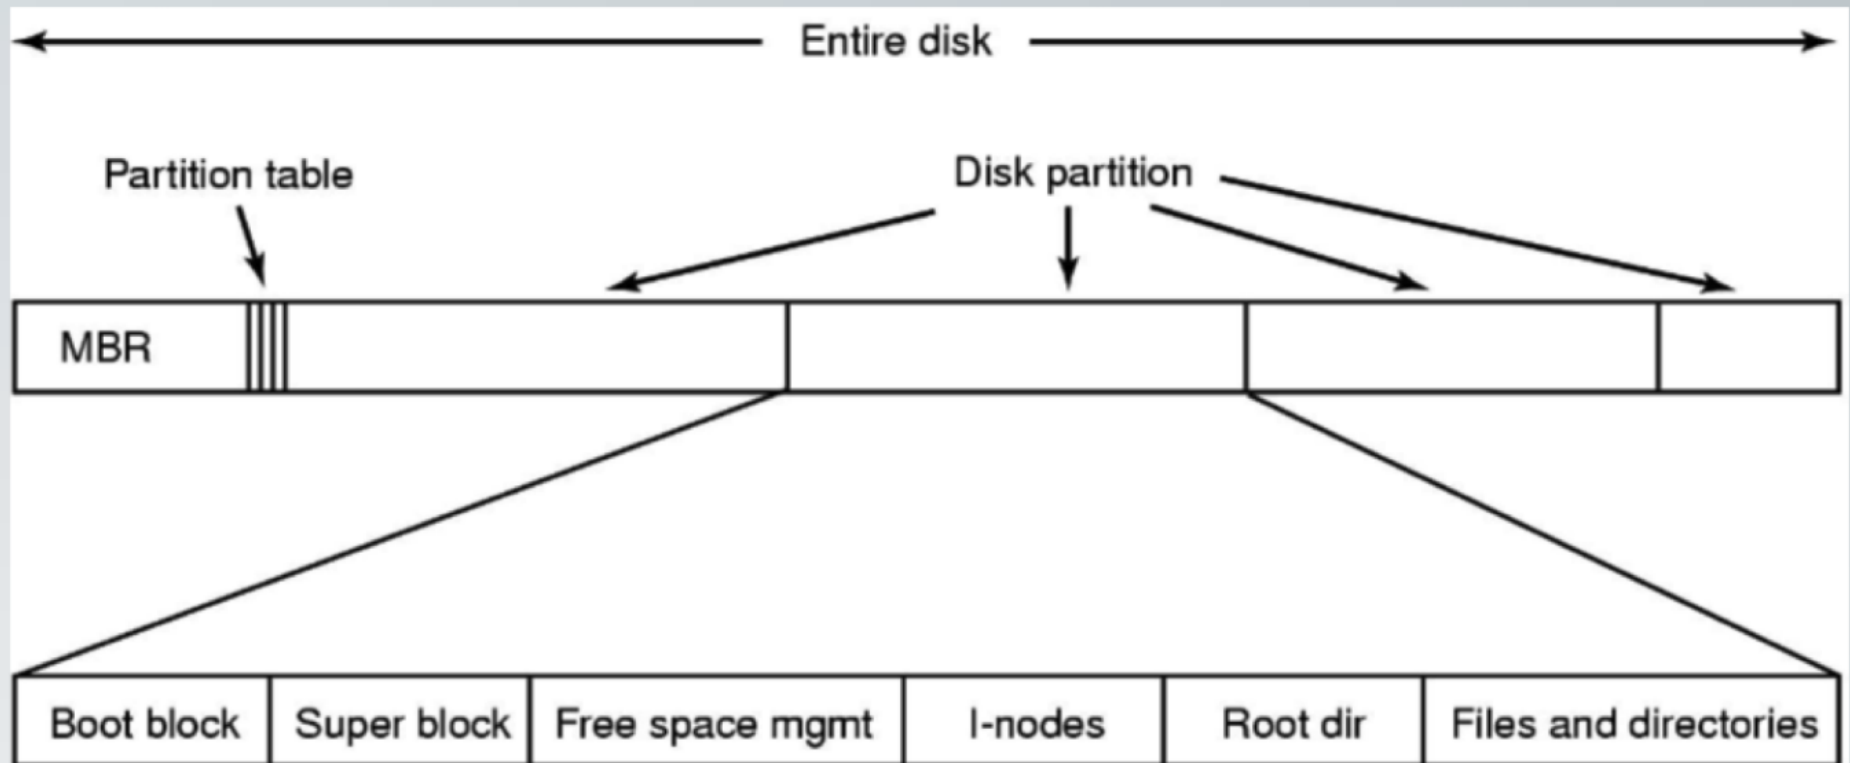 Entire disk
Partition table
Disk partition
MBR
Boot block
Super block
Free space mgmt
I-nodes
Root dir
Files and directories